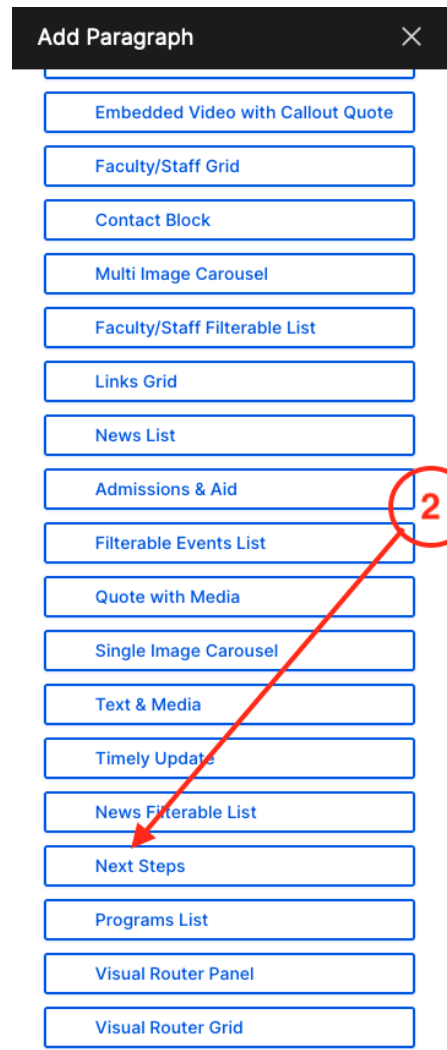 Add Paragraph
Embedded Video with Callout Quote
Faculty/Staff Grid
Contact Block
Multi Image Carousel
Faculty/Staff Filterable List
Links Grid
News List
Admissions & Aid
2
Filterable Events List
Quote with Media
Single Image Carousel
Text & Media
Timely Update
News Filterable List
Next Steps
Programs List
Visual Router Panel
Visual Router Grid